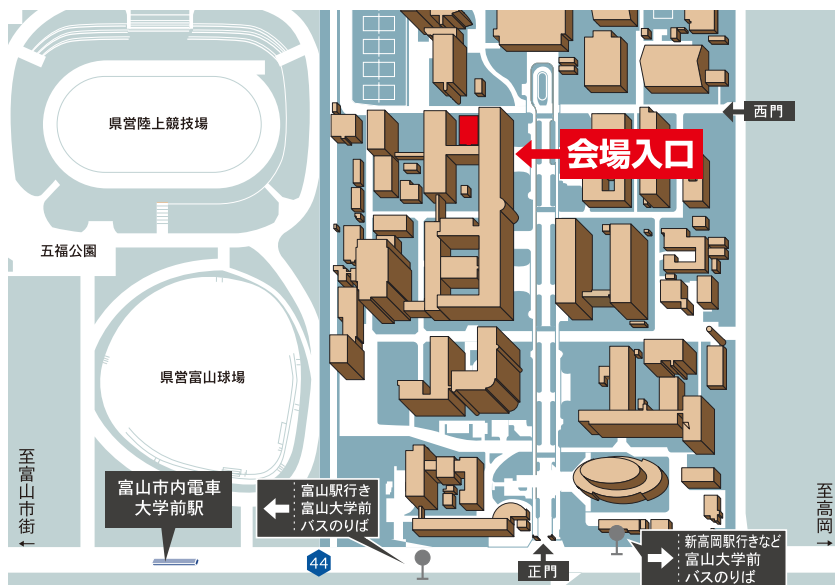 県営陸上競技場
西門
会場入口
五福公園
県営富山球場
至富山市街
←
富山市内電車
大学前駅
←
富山駅行き
富山大学前
バスのりば
44
正門
新高岡駅行きなど
富山大学前
バスのりば
→
至高岡
→